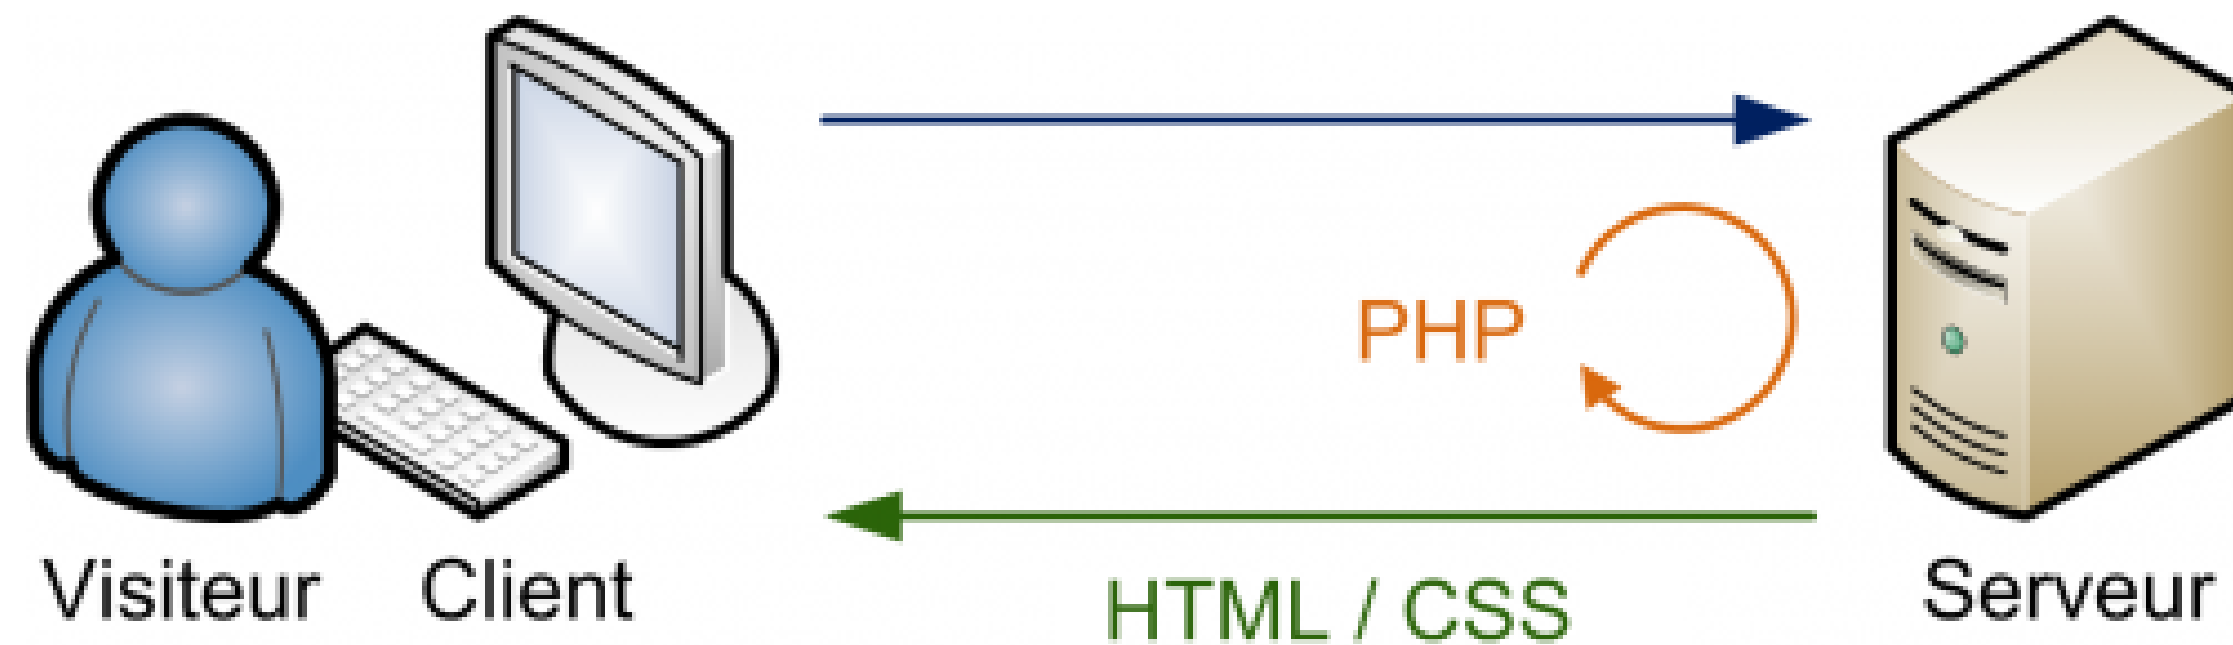 PHP
Visiteur
Client
HTML / CSS
Serveur